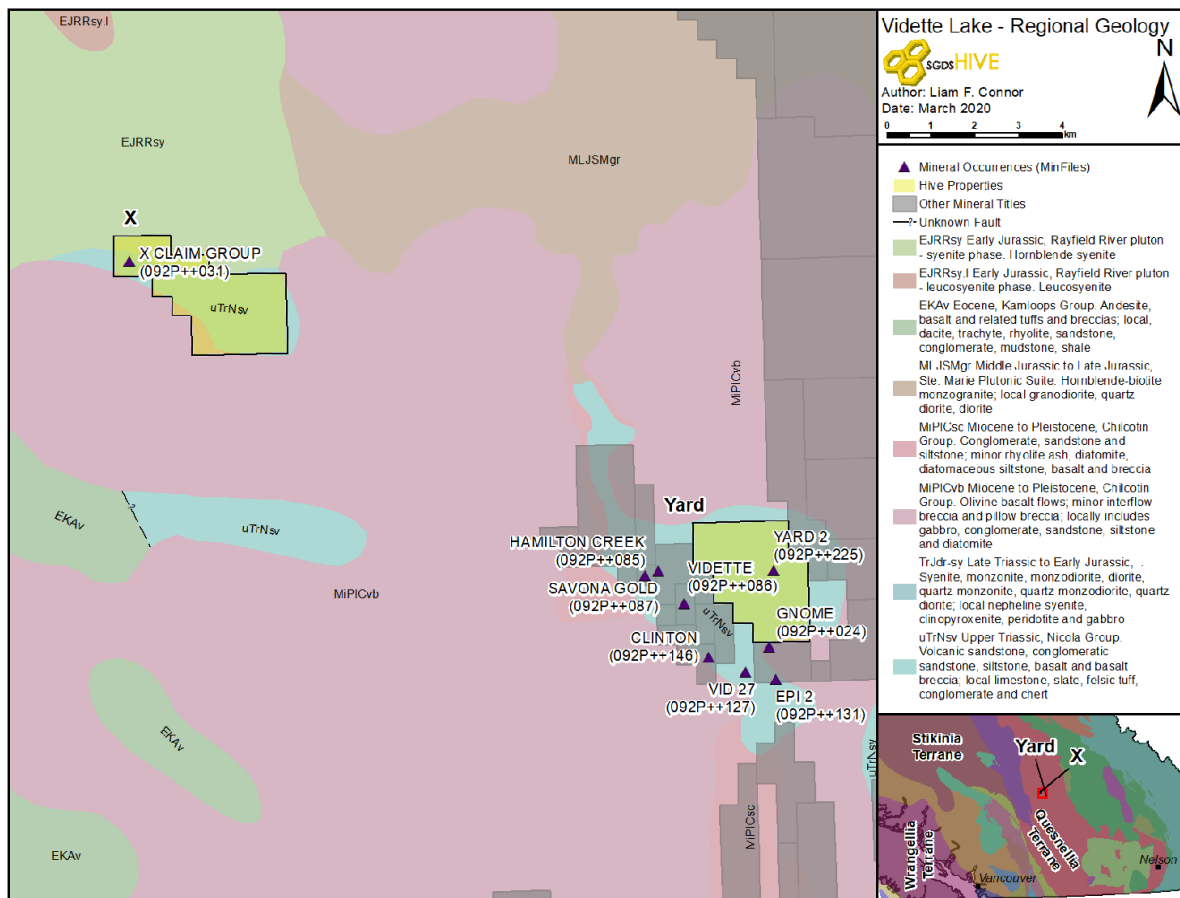 EJRRsy.l
EJRRsy
MLJSMgr
X
X CLAIM GROUP
(092P++031)
uTrNsv
MiPlCvb
EKAv
?
uTrNsv
Yard
HAMILTON CREEK
(092P++085)
SAVONA GOLD
(092P++087)
VIDETTE
(092P++086)
YARD 2
(092P++225)
GNOME
(092P++024)
uTrNsv
CLINTON
(092P++146)
VID 27
(092P++127)
EPI 2
(092P++131)
MiPlCvb
EKAv
EKAv
MiPlCsc
uTrNsv
Vidette Lake - Regional Geology
SGDS HIVE
N
Author: Liam F. Connor
Date: March 2020
0 1 2 3 4
km
Mineral Occurrences (MinFiles)
Hive Properties
Other Mineral Titles
? Unknown Fault
EJRRsy Early Jurassic, Rayfield River pluton
- syenite phase. Hornblende syenite
EJRRsy.l Early Jurassic, Rayfield River pluton
- leucosyenite phase. Leucosyenite
EKAv Eocene, Kamloops Group. Andesite,
basalt and related tuffs and breccias; local,
dacite, trachyte, rhyolite, sandstone,
conglomerate, mudstone, shale
MLJSMgr Middle Jurassic to Late Jurassic,
Ste. Marie Plutonic Suite. Hornblende-biotite
monzogranite; local granodiorite, quartz
diorite, diorite
MiPlCsc Miocene to Pleistocene, Chilcotin
Group. Conglomerate, sandstone and
siltstone; minor rhyolite ash, diatomite,
diatomaceous siltstone, basalt and breccia
MiPlCvb Miocene to Pleistocene, Chilcotin
Group. Olivine basalt flows; minor interflow
breccia and pillow breccia; locally includes
gabbro, conglomerate, sandstone, siltstone
and diatomite
TrJdr-sy Late Triassic to Early Jurassic, .
Syenite, monzonite, monzodiorite, diorite,
quartz monzonite, quartz monzodiorite, quartz
diorite; local nepheline syenite,
clinopyroxenite, peridotite and gabbro
uTrNsv Upper Triassic, Nicola Group.
Volcanic sandstone, conglomeratic
sandstone, siltstone, basalt and basalt
breccia; local limestone, slate, felsic tuff,
conglomerate and chert
Stikinia
Terrane
Yard
X
Quesnellia
Terrane
Wrangellia
Terrane
Vancouver
Nelson